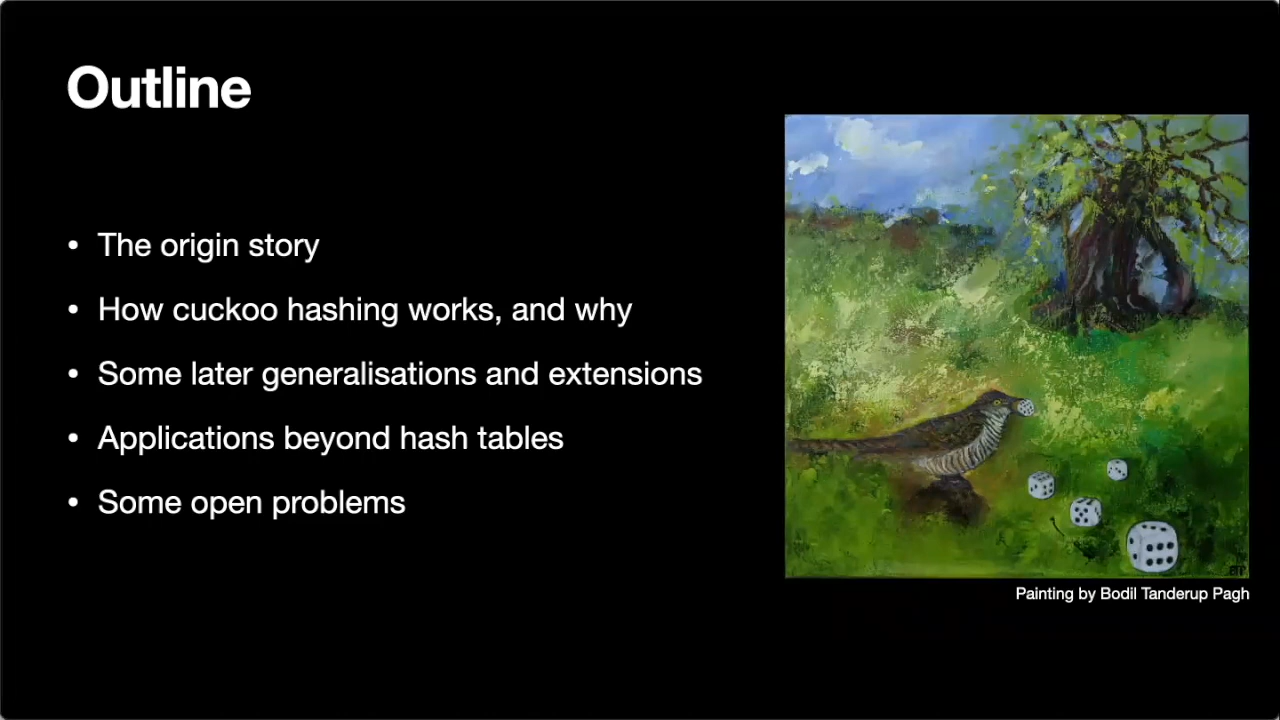 Outline
• The origin story
• How cuckoo hashing works, and why
• Some later generalisations and extensions
• Applications beyond hash tables
• Some open problems
Painting by Bodil Tanderup Pagh